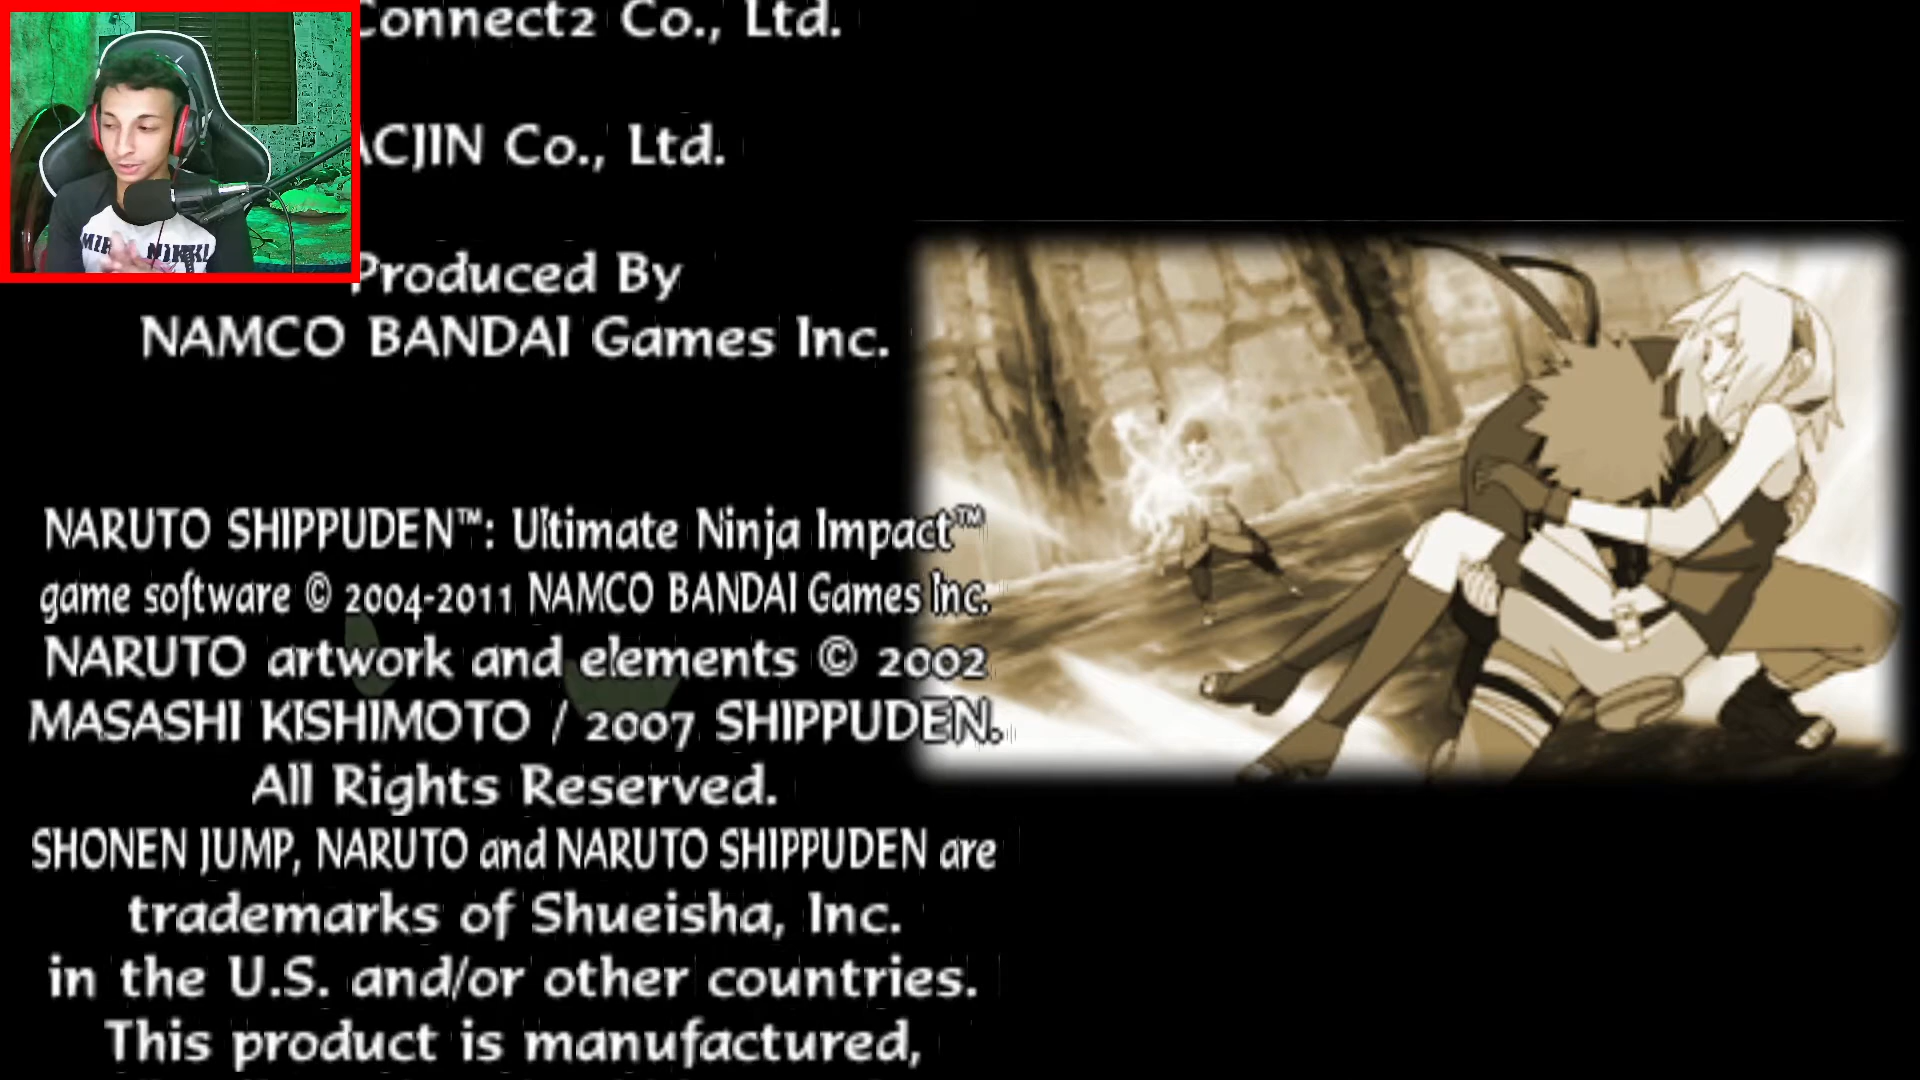 Connect2 Co., Ltd.
ACJIN Co., Ltd.
Produced By
NAMCO BANDAI Games Inc.
NARUTO SHIPPUDEN™: Ultimate Ninja Impact™
game software © 2004-2011 NAMCO BANDAI Games Inc.
NARUTO artwork and elements © 2002
MASASHI KISHIMOTO / 2007 SHIPPUDEN.
All Rights Reserved.
SHONEN JUMP, NARUTO and NARUTO SHIPPUDEN are
trademarks of Shueisha, Inc.
in the U.S. and/or other countries.
This product is manufactured,